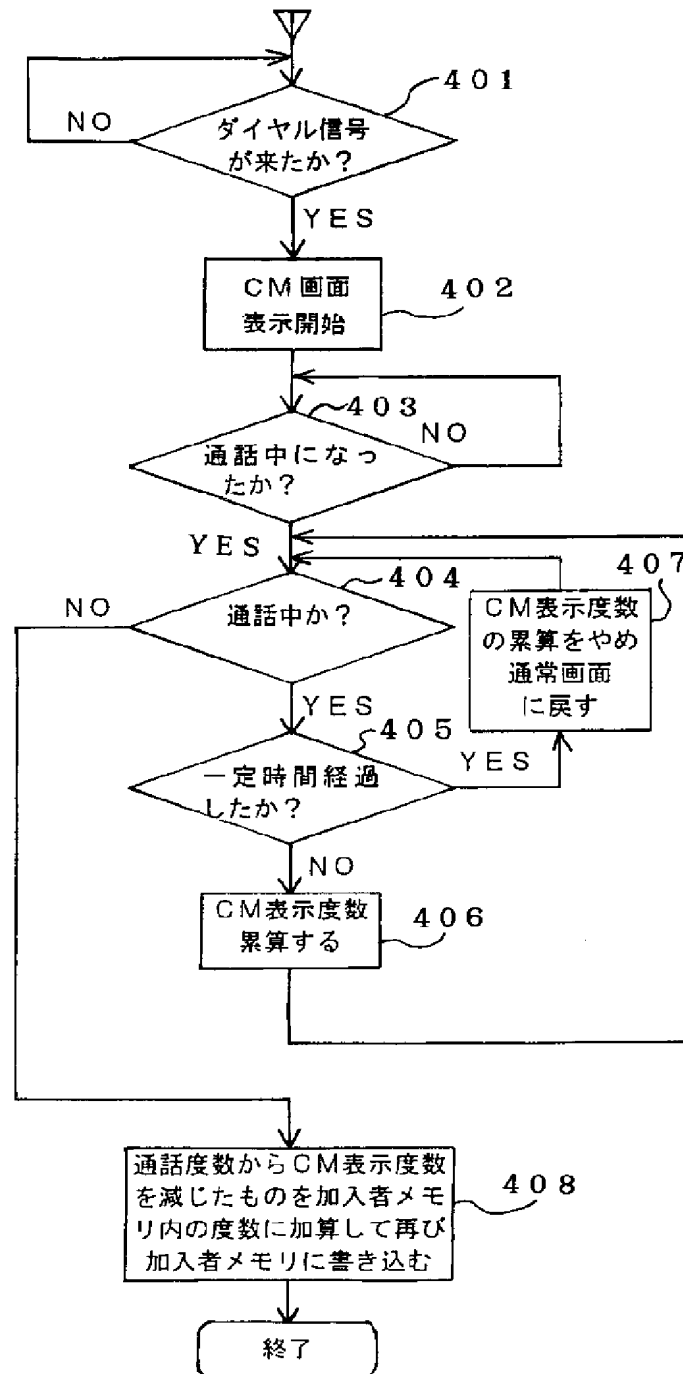 401
ダイヤル信号
が来たか?
NO
YES
CM画面
表示開始
402
403
通話中になっ
たか?
NO
YES
404
通話中か?
NO
407
CM表示度数
の累算をやめ
通常画面
に戻す
YES
405
一定時間経過
したか?
YES
NO
CM表示度数
累算する
406
通話度数からCM表示度数
を減じたものを加入者メモ
リ内の度数に加算して再び
加入者メモリに書き込む
408
終了